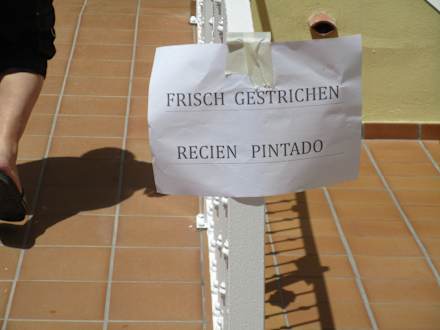 FRISCH GESTRICHEN
RECIEN PINTADO